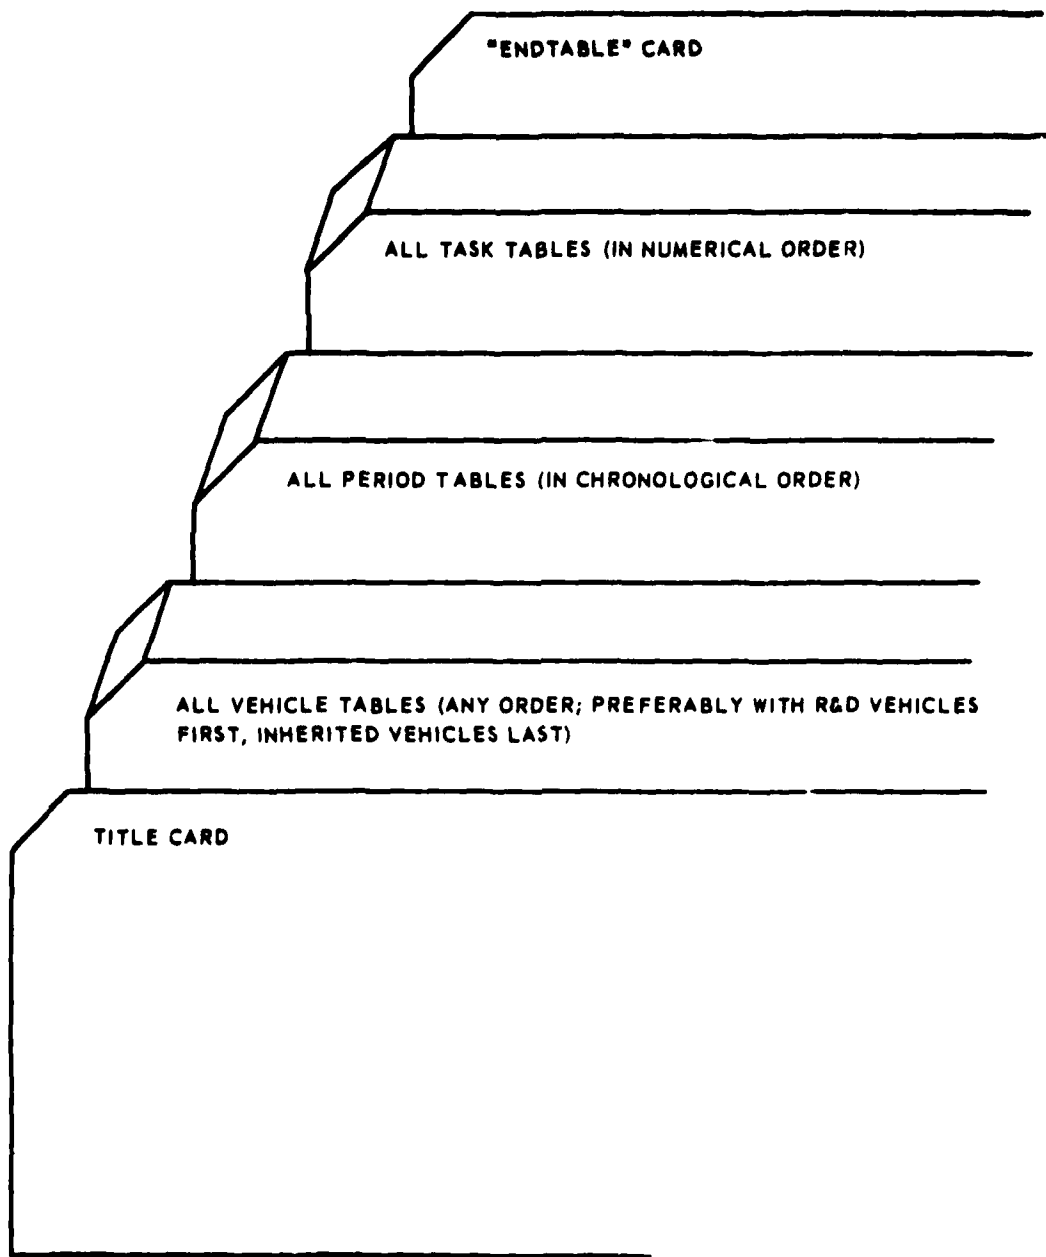 "ENDTABLE" CARD
ALL TASK TABLES (IN NUMERICAL ORDER)
ALL PERIOD TABLES (IN CHRONOLOGICAL ORDER)
ALL VEHICLE TABLES (ANY ORDER; PREFERABLY WITH R&D VEHICLES
FIRST, INHERITED VEHICLES LAST)
TITLE CARD